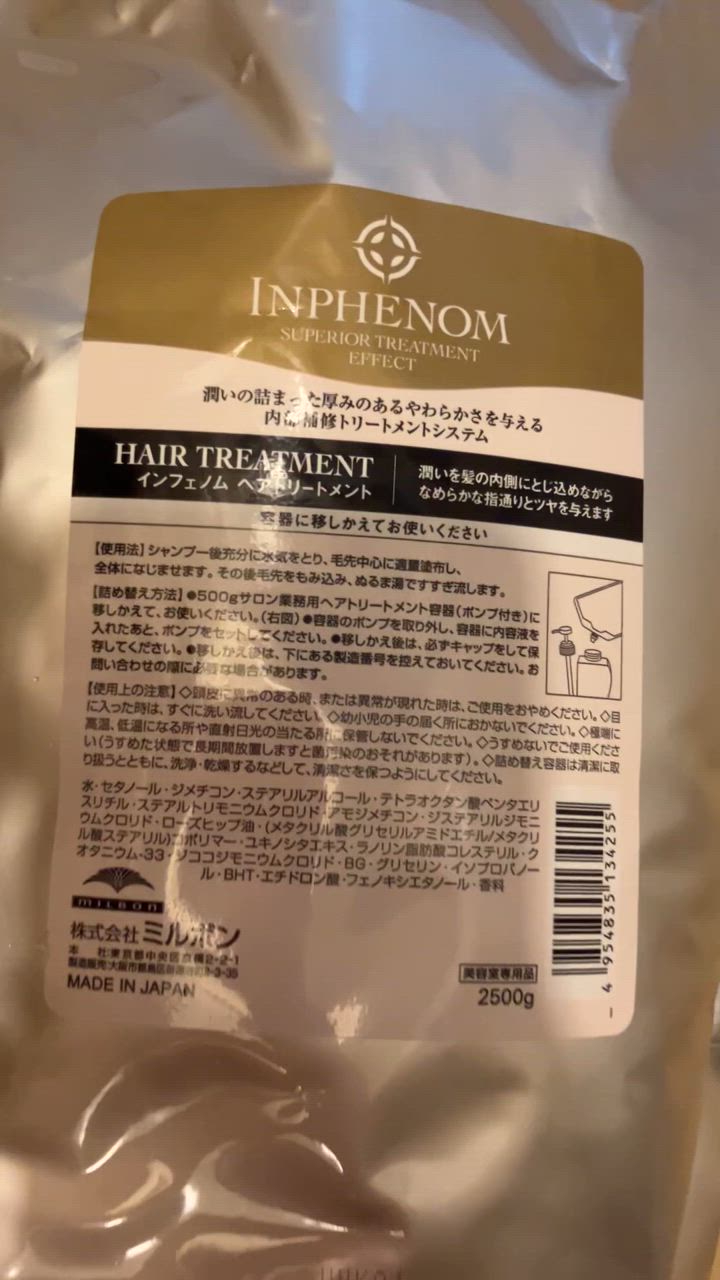 INPHENOM
SUPERIOR TREATMENT
EFFECT
潤いの詰まった厚みのあるやわらかさを与える
内部補修トリートメントシステム
HAIR TREATMENT
インフェノム ヘアトリートメント
潤いを髪の内側にとじ込めながら
なめらかな指通りとツヤを与えます
容器に移しかえてお使いください
【使用法】シャンプー後充分に水気をとり、毛先中心に適量塗布し、
全体になじませます。その後毛先をもみ込み、ぬるま湯ですすぎ流します。
【詰め替え方法】●500gサロン業務用ヘアトリートメント容器(ポンプ付き)に
移しかえて、お使いください。(右図)●容器のポンプを取り外し、容器に内容液を
入れたあと、ポンプをセットしてください。●移しかえ後は、必ずキャップをして保
存してください。●移しかえ後は、下にある製造番号を控えておいてください。お
問い合わせの際に必要な場合があります。
【使用上の注意】◇頭皮に異常のある時、または異常が現れた時は、ご使用をおやめください。◇目
に入った時は、すぐに洗い流してください。◇幼小児の手の届く所におかないでください。◇極端に
高温、低温になる所や直射日光の当たる所に保管しないでください。◇うすめないでご使用くださ
い(うすめた状態で長期間放置しますと菌汚染のおそれがあります)。◇詰め替え容器は清潔に取
り扱うとともに、洗浄・乾燥するなどして、清潔さを保つようにしてください。
水・セタノール・ジメチコン・ステアリルアルコール・テトラオクタン酸ペンタエリ
スリチル・ステアルトリモニウムクロリド・アモジメチコン・ジステアリルジモニ
ウムクロリド・ローズヒップ油・(メタクリル酸グリセリルアミドエチル/メタクリ
ル酸ステアリル)コポリマー・ユキノシタエキス・ラノリン脂肪酸コレステリル・ク
オタニウム-33・ジココジモニウムクロリド・BG・グリセリン・イソプロパノー
ル・BHT・エチドロン酸・フェノキシエタノール・香料
milbon
株式会社 ミルボン
本 社:東京都中央区京橋2-2-1
製造販売:大阪市都島区善源寺町2-3-35
MADE IN JAPAN
美容室専用品
2500g
4 954835 134255